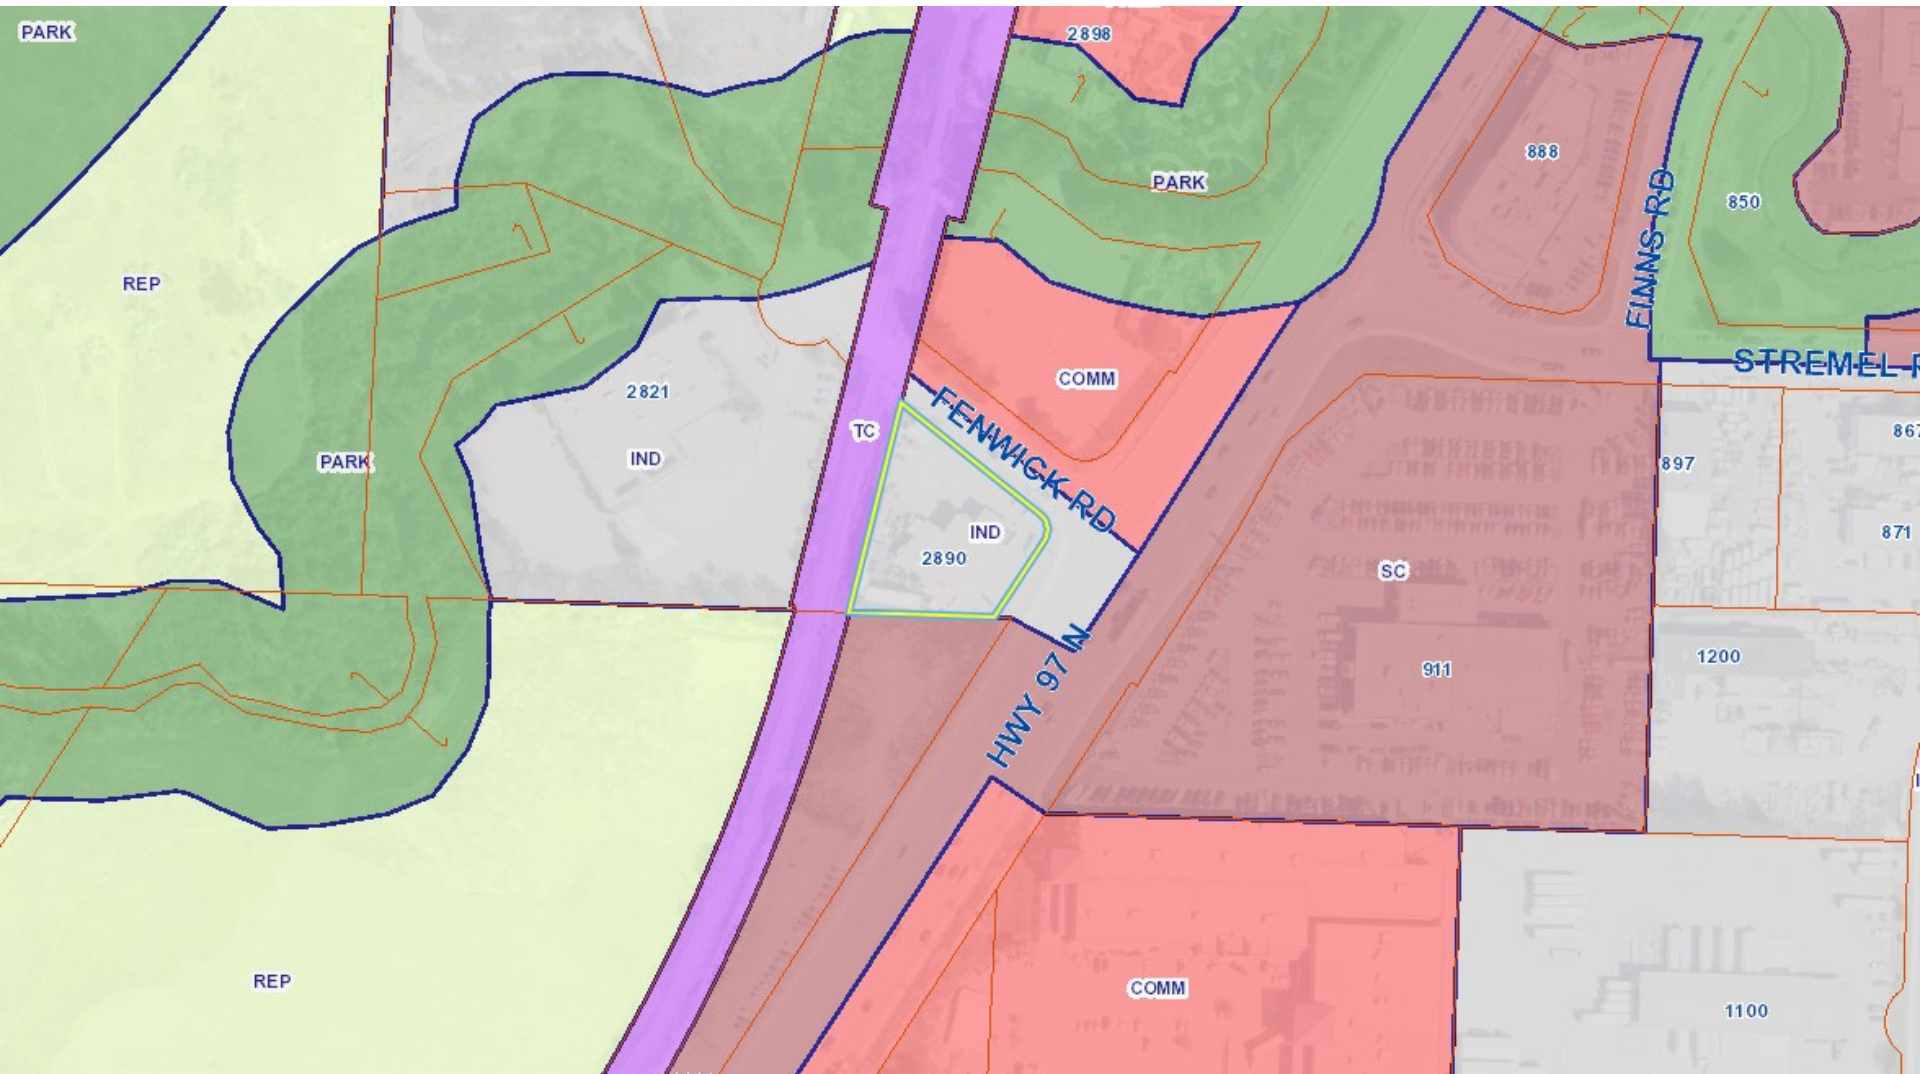 PARK
2898
888
PARK
850
FINNS RD
REP
STREMEL
COMM
2821
FENWICK RD
TC
867
IND
PARK
897
IND
871
2890
SC
1200
911
HWY 97 N
REP
COMM
1100